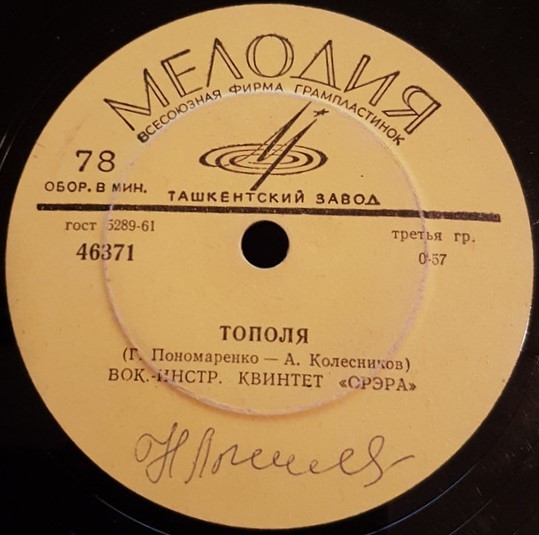 МЕЛОДИЯ
ВСЕСОЮЗНАЯ ФИРМА ГРАМПЛАСТИНОК
78
ОБОР. В МИН.
ТАШКЕНТСКИЙ ЗАВОД
гост 5289-61
третья гр.
46371
0-57
ТОПОЛЯ
(Г. Пономаренко — А. Колесников)
ВОК.-ИНСТР. КВИНТЕТ «ОРЭРА»